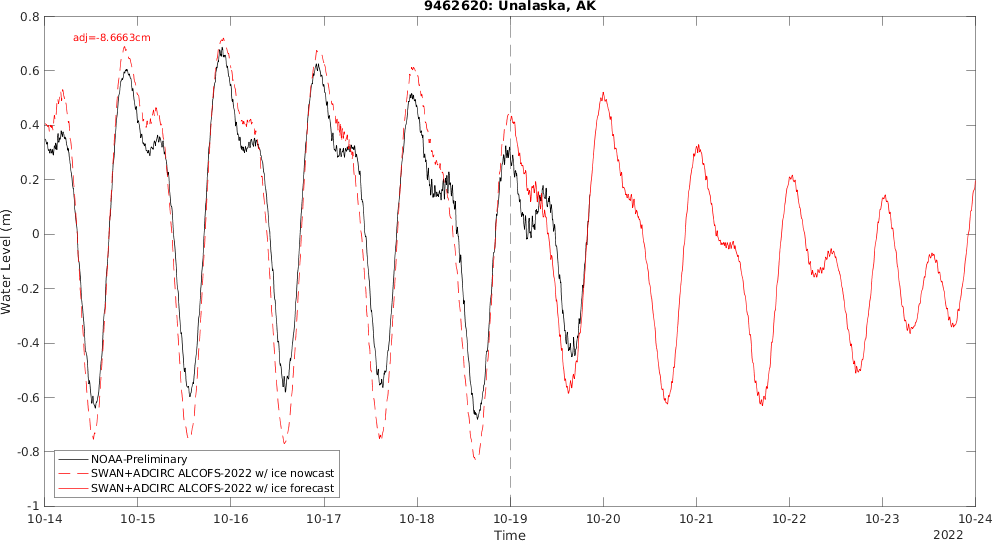 9462620: Unalaska, AK
adj=-8.6663cm
0.8
0.6
0.4
0.2
0
-0.2
-0.4
-0.6
-0.8
-1
Water Level (m)
NOAA-Preliminary
SWAN+ADCIRC ALCOFS-2022 w/ ice nowcast
SWAN+ADCIRC ALCOFS-2022 w/ ice forecast
10-14 10-15 10-16 10-17 10-18 10-19 10-20 10-21 10-22 10-23 10-24
Time
2022